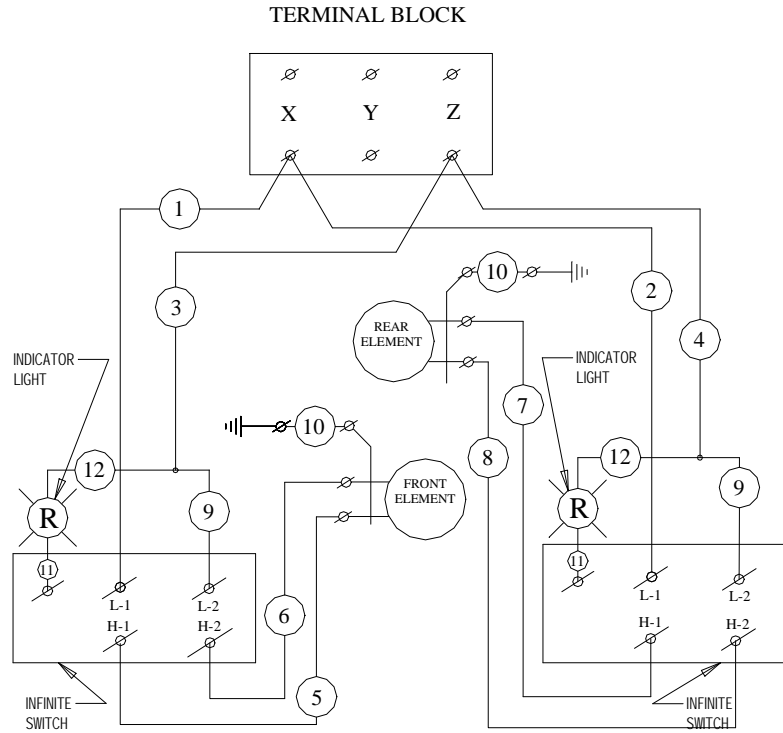 TERMINAL BLOCK
X Y Z
1
3
10
2
4
REAR
ELEMENT
INDICATOR
LIGHT
INDICATOR
LIGHT
7
10
8
12
12
FRONT
ELEMENT
R
9
R
9
11
11
L-1 L-2
L-1 L-2
H-1 H-2
H-1 H-2
6
5
INFINITE
SWITCH
INFINITE
SWITCH